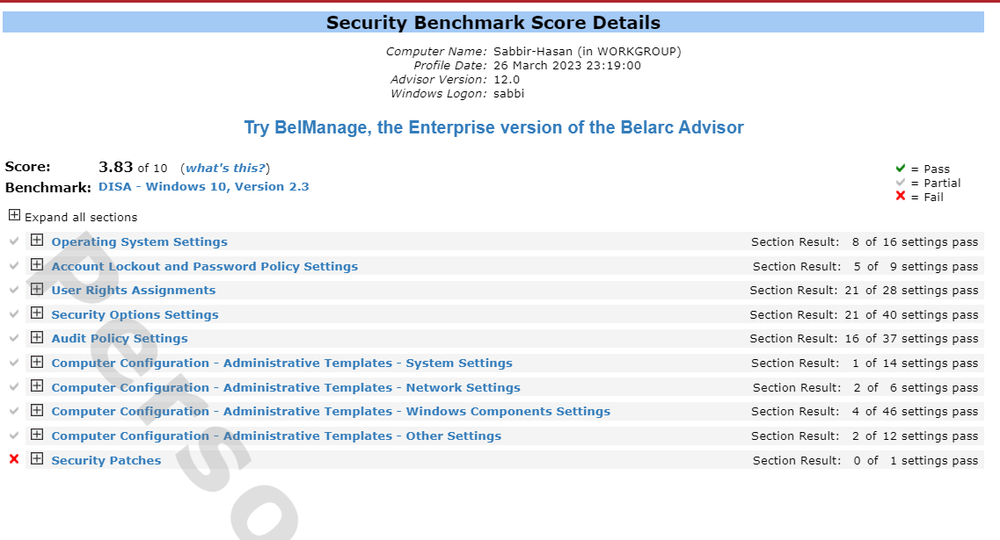 Security Benchmark Score Details
Computer Name: Sabbir-Hasan (in WORKGROUP)
Profile Date: 26 March 2023 23:19:00
Advisor Version: 12.0
Windows Logon: sabbi
Try BelManage, the Enterprise version of the Belarc Advisor
Score: 3.83 of 10 (what's this?)
Benchmark: DISA - Windows 10, Version 2.3
= Pass
= Partial
= Fail
Expand all sections
Operating System Settings Section Result: 8 of 16 settings pass
Account Lockout and Password Policy Settings Section Result: 5 of 9 settings pass
User Rights Assignments Section Result: 21 of 28 settings pass
Security Options Settings Section Result: 21 of 40 settings pass
Audit Policy Settings Section Result: 16 of 37 settings pass
Computer Configuration - Administrative Templates - System Settings Section Result: 1 of 14 settings pass
Computer Configuration - Administrative Templates - Network Settings Section Result: 2 of 6 settings pass
Computer Configuration - Administrative Templates - Windows Components Settings Section Result: 4 of 46 settings pass
Computer Configuration - Administrative Templates - Other Settings Section Result: 2 of 12 settings pass
Security Patches Section Result: 0 of 1 settings pass
Perso